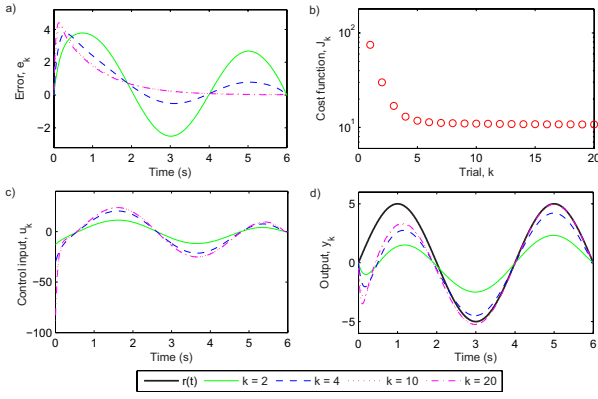 a)
Error, e_k
4
2
0
−2
0 1 2 3 4 5 6
Time (s)
b)
Cost function, J_k
10^2
10^1
0 5 10 15 20
Trial, k
c)
Control input, u_k
0
−50
−100
0 1 2 3 4 5 6
Time (s)
d)
Output, y_k
5
0
−5
0 1 2 3 4 5 6
Time (s)
r(t) k = 2 k = 4 k = 10 k = 20